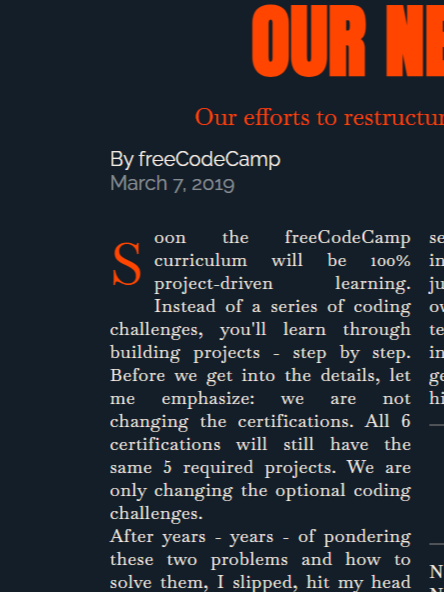 OUR NE
Our efforts to restructur
By freeCodeCamp
March 7, 2019
Soon the freeCodeCamp
curriculum will be 100%
project-driven learning.
Instead of a series of coding
challenges, you'll learn through
building projects - step by step.
Before we get into the details, let
me emphasize: we are not
changing the certifications. All 6
certifications will still have the
same 5 required projects. We are
only changing the optional coding
challenges.
After years - years - of pondering
these two problems and how to
solve them, I slipped, hit my head
se
in
ju
ow
te
in
ge
hi
N